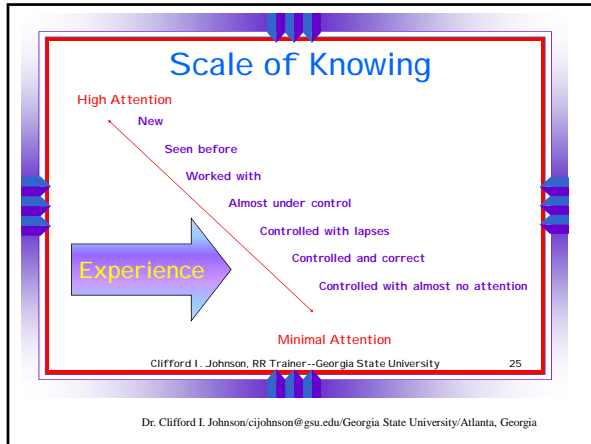 Scale of Knowing
High Attention
New
Seen before
Worked with
Almost under control
Controlled with lapses
Experience
Controlled and correct
Controlled with almost no attention
Minimal Attention
Clifford I. Johnson, RR Trainer--Georgia State University 25
Dr. Clifford I. Johnson/cijohnson@gsu.edu/Georgia State University/Atlanta, Georgia